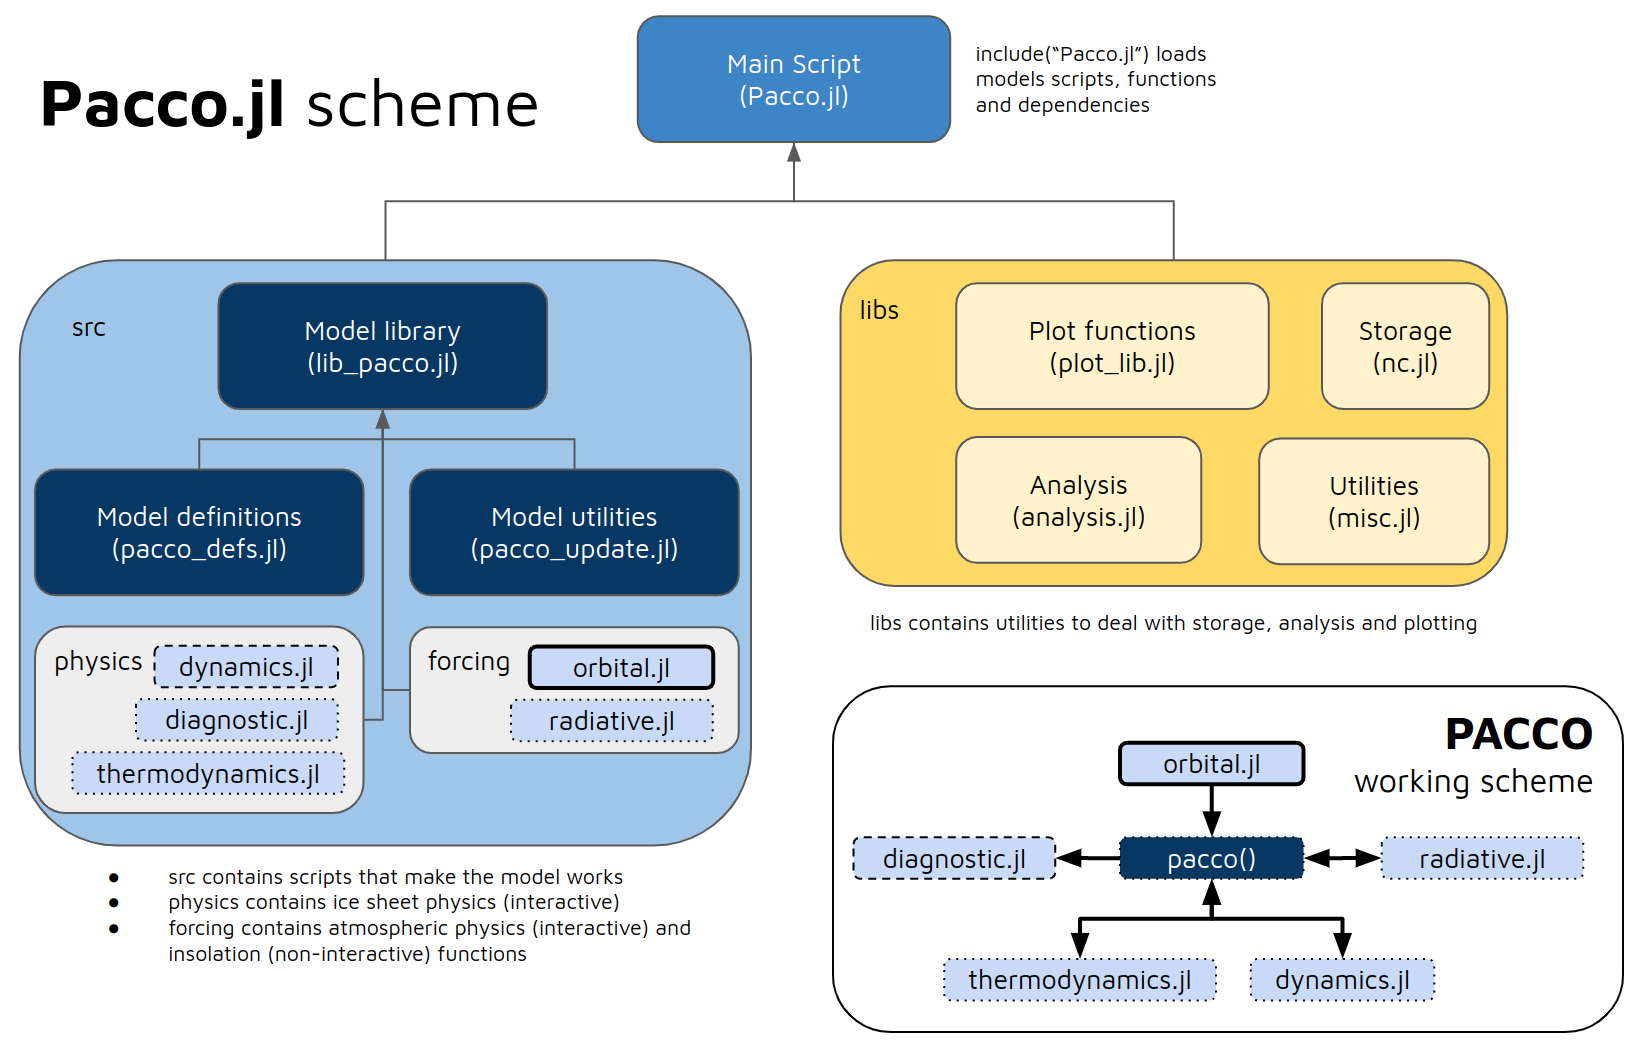 Pacco.jl scheme
Main Script
(Pacco.jl)
include("Pacco.jl") loads
models scripts, functions
and dependencies
src
Model library
(lib_pacco.jl)
Model definitions
(pacco_defs.jl)
Model utilities
(pacco_update.jl)
physics
dynamics.jl
diagnostic.jl
thermodynamics.jl
forcing
orbital.jl
radiative.jl
● src contains scripts that make the model works
● physics contains ice sheet physics (interactive)
● forcing contains atmospheric physics (interactive) and
insolation (non-interactive) functions
libs
Plot functions
(plot_lib.jl)
Storage
(nc.jl)
Analysis
(analysis.jl)
Utilities
(misc.jl)
libs contains utilities to deal with storage, analysis and plotting
PACCO
working scheme
orbital.jl
diagnostic.jl
pacco()
radiative.jl
thermodynamics.jl
dynamics.jl